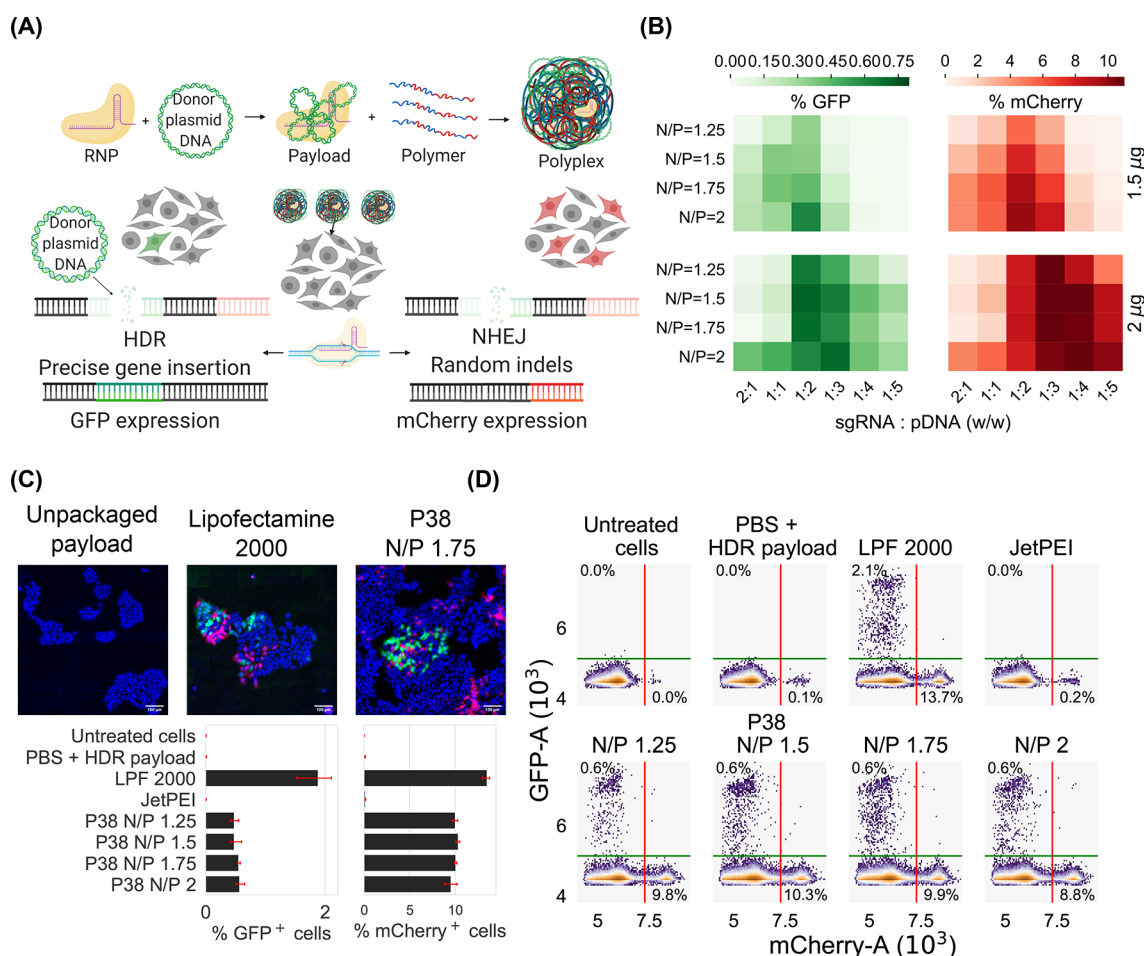 (A)
RNP
+
Donor
plasmid
DNA
Payload
+
Polymer
Polyplex
Donor
plasmid
DNA
HDR
Precise gene insertion
GFP expression
NHEJ
Random indels
mCherry expression
(B)
0.00 0.15 0.30 0.45 0.60 0.75
% GFP
0 2 4 6 8 10
% mCherry
N/P=1.25
N/P=1.5
N/P=1.75
N/P=2
1.5 µg
N/P=1.25
N/P=1.5
N/P=1.75
N/P=2
2 µg
2:1 1:1 1:2 1:3 1:4 1:5
2:1 1:1 1:2 1:3 1:4 1:5
sgRNA : pDNA (w/w)
(C)
Unpackaged
payload
Lipofectamine
2000
P38
N/P 1.75
100 µm
100 µm
100 µm
Untreated cells
PBS + HDR payload
LPF 2000
JetPEI
P38 N/P 1.25
P38 N/P 1.5
P38 N/P 1.75
P38 N/P 2
0 2
% GFP + cells
0 10
% mCherry + cells
(D)
Untreated
cells
PBS +
HDR payload
LPF 2000
JetPEI
0.0%
0.0%
0.0%
0.1%
2.1%
13.7%
0.0%
0.2%
6
4
P38
N/P 1.25
N/P 1.5
N/P 1.75
N/P 2
0.6%
9.8%
0.6%
10.3%
0.6%
9.9%
0.6%
8.8%
6
4
GFP-A (10³)
5 7.5
5 7.5
5 7.5
5 7.5
mCherry-A (10³)